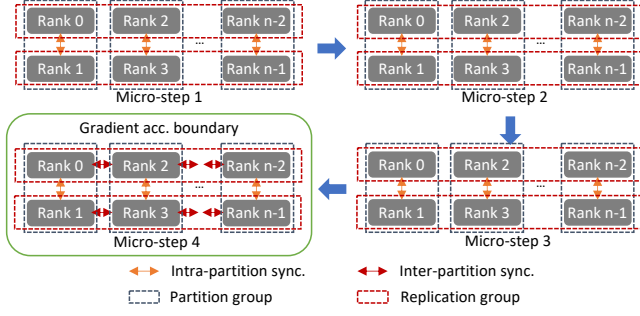 Rank 0 Rank 2 Rank n-2
...
Rank 1 Rank 3 Rank n-1
Micro-step 1
Rank 0 Rank 2 Rank n-2
...
Rank 1 Rank 3 Rank n-1
Micro-step 2
Gradient acc. boundary
Rank 0 Rank 2 Rank n-2
...
Rank 1 Rank 3 Rank n-1
Micro-step 4
Rank 0 Rank 2 Rank n-2
...
Rank 1 Rank 3 Rank n-1
Micro-step 3
Intra-partition sync. Inter-partition sync.
Partition group Replication group